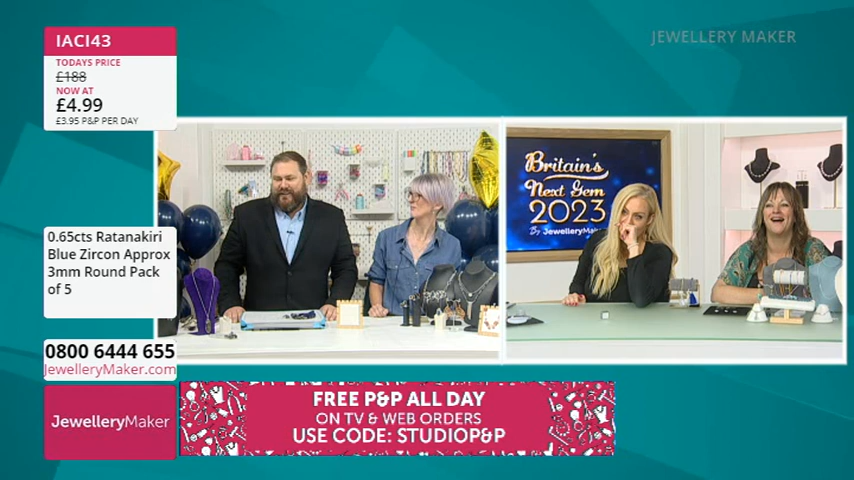 IACI43
TODAYS PRICE
£188
NOW AT
£4.99
£3.95 P&P PER DAY
JEWELLERY MAKER
Britain's
Next Gem
2023
By JewelleryMaker
0.65cts Ratanakiri
Blue Zircon Approx
3mm Round Pack
of 5
0800 6444 655
JewelleryMaker.com
JewelleryMaker
FREE P&P ALL DAY
ON TV & WEB ORDERS
USE CODE: STUDIOP&P